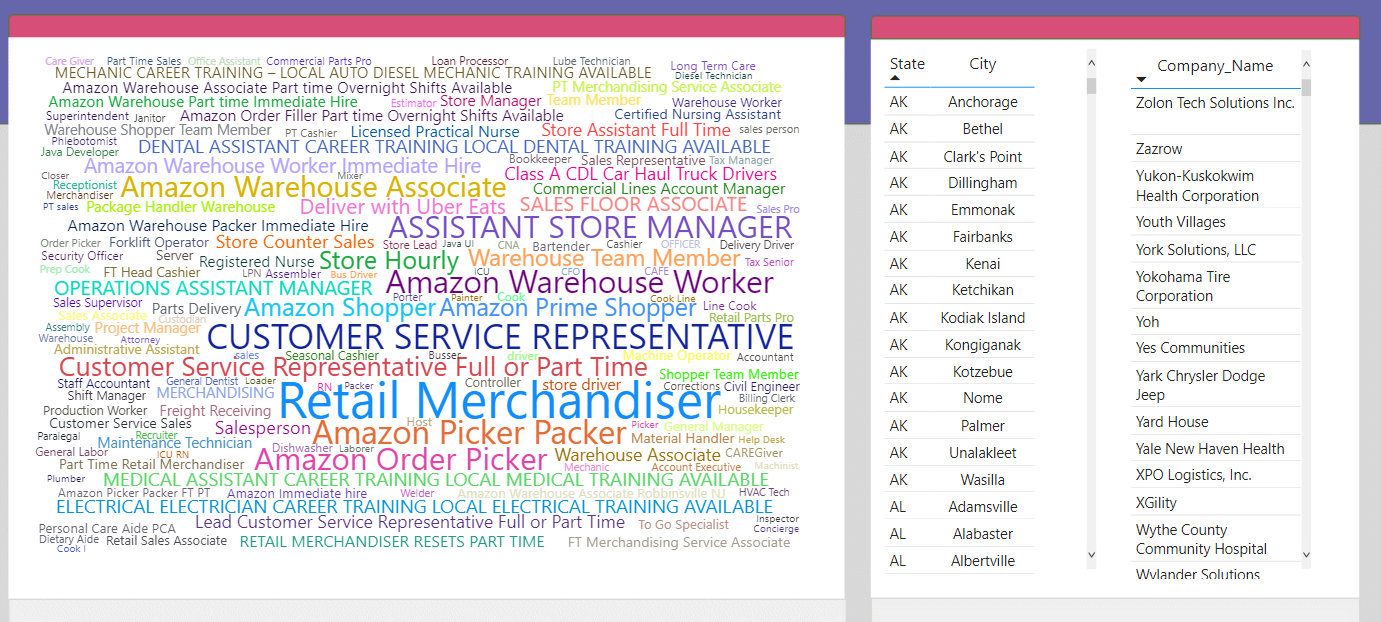 Care Giver Part Time Sales Office Assistant Commercial Parts Pro Loan Processor Lube Technician Long Term Care
MECHANIC CAREER TRAINING – LOCAL AUTO DIESEL MECHANIC TRAINING AVAILABLE Diesel Technician
Amazon Warehouse Associate Part time Overnight Shifts Available PT Merchandising Service Associate
Amazon Warehouse Part time Immediate Hire Estimator Store Manager Team Member Warehouse Worker
Superintendent Janitor Amazon Order Filler Part time Overnight Shifts Available Certified Nursing Assistant
Warehouse Shopper Team Member PT Cashier Licensed Practical Nurse Store Assistant Full Time sales person
Phlebotomist DENTAL ASSISTANT CAREER TRAINING LOCAL DENTAL TRAINING AVAILABLE
Java Developer Amazon Warehouse Worker Immediate Hire Bookkeeper Sales Representative Tax Manager
Closer Mixer Class A CDL Car Haul Truck Drivers
Receptionist Amazon Warehouse Associate Commercial Lines Account Manager
Merchandiser
PT sales Package Handler Warehouse Deliver with Uber Eats SALES FLOOR ASSOCIATE Sales Pro
Amazon Warehouse Packer Immediate Hire ASSISTANT STORE MANAGER
Order Picker Forklift Operator Store Counter Sales Store Lead Java UI CNA Bartender Cashier OFFICER Delivery Driver
Security Officer Server Registered Nurse Store Hourly Warehouse Team Member Tax Senior
Prep Cook FT Head Cashier LPN Assembler Bus Driver ICU CFO CAFE
OPERATIONS ASSISTANT MANAGER Amazon Warehouse Worker
Sales Supervisor Porter Painter Cook Cook Line Line Cook
Parts Delivery Amazon Shopper Amazon Prime Shopper
Sales Associate Custodian Retail Parts Pro
Assembly Project Manager CUSTOMER SERVICE REPRESENTATIVE
Warehouse Attorney
Administrative Assistant sales Seasonal Cashier Busser driver Machine Operator Accountant
Customer Service Representative Full or Part Time Shopper Team Member
Staff Accountant General Dentist Loader RN Packer Controller store driver Corrections Civil Engineer
Shift Manager MERCHANDISING Retail Merchandiser Billing Clerk
Production Worker Freight Receiving Housekeeper
Customer Service Sales Salesperson Host Picker General Manager
Paralegal Recruiter Amazon Picker Packer Material Handler Help Desk
Maintenance Technician Dishwasher Laborer
General Labor ICU RN Amazon Order Picker Warehouse Associate CAREGiver
Part Time Retail Merchandiser Mechanic Account Executive Machinist
Plumber MEDICAL ASSISTANT CAREER TRAINING LOCAL MEDICAL TRAINING AVAILABLE
Amazon Picker Packer FT PT Amazon Immediate hire Welder Amazon Warehouse Associate Robbinsville NJ HVAC Tech
ELECTRICAL ELECTRICIAN CAREER TRAINING LOCAL ELECTRICAL TRAINING AVAILABLE
Personal Care Aide PCA Lead Customer Service Representative Full or Part Time To Go Specialist Inspector
Concierge
Dietary Aide Retail Sales Associate RETAIL MERCHANDISER RESETS PART TIME FT Merchandising Service Associate
Cook I
State City
AK Anchorage
AK Bethel
AK Clark's Point
AK Dillingham
AK Emmonak
AK Fairbanks
AK Kenai
AK Ketchikan
AK Kodiak Island
AK Kongiganak
AK Kotzebue
AK Nome
AK Palmer
AK Unalakleet
AK Wasilla
AL Adamsville
AL Alabaster
AL Albertville
Company_Name
Zolon Tech Solutions Inc.
Zazrow
Yukon-Kuskokwim
Health Corporation
Youth Villages
York Solutions, LLC
Yokohama Tire
Corporation
Yoh
Yes Communities
Yark Chrysler Dodge
Jeep
Yard House
Yale New Haven Health
XPO Logistics, Inc.
XGility
Wythe County
Community Hospital
Wylander Solutions